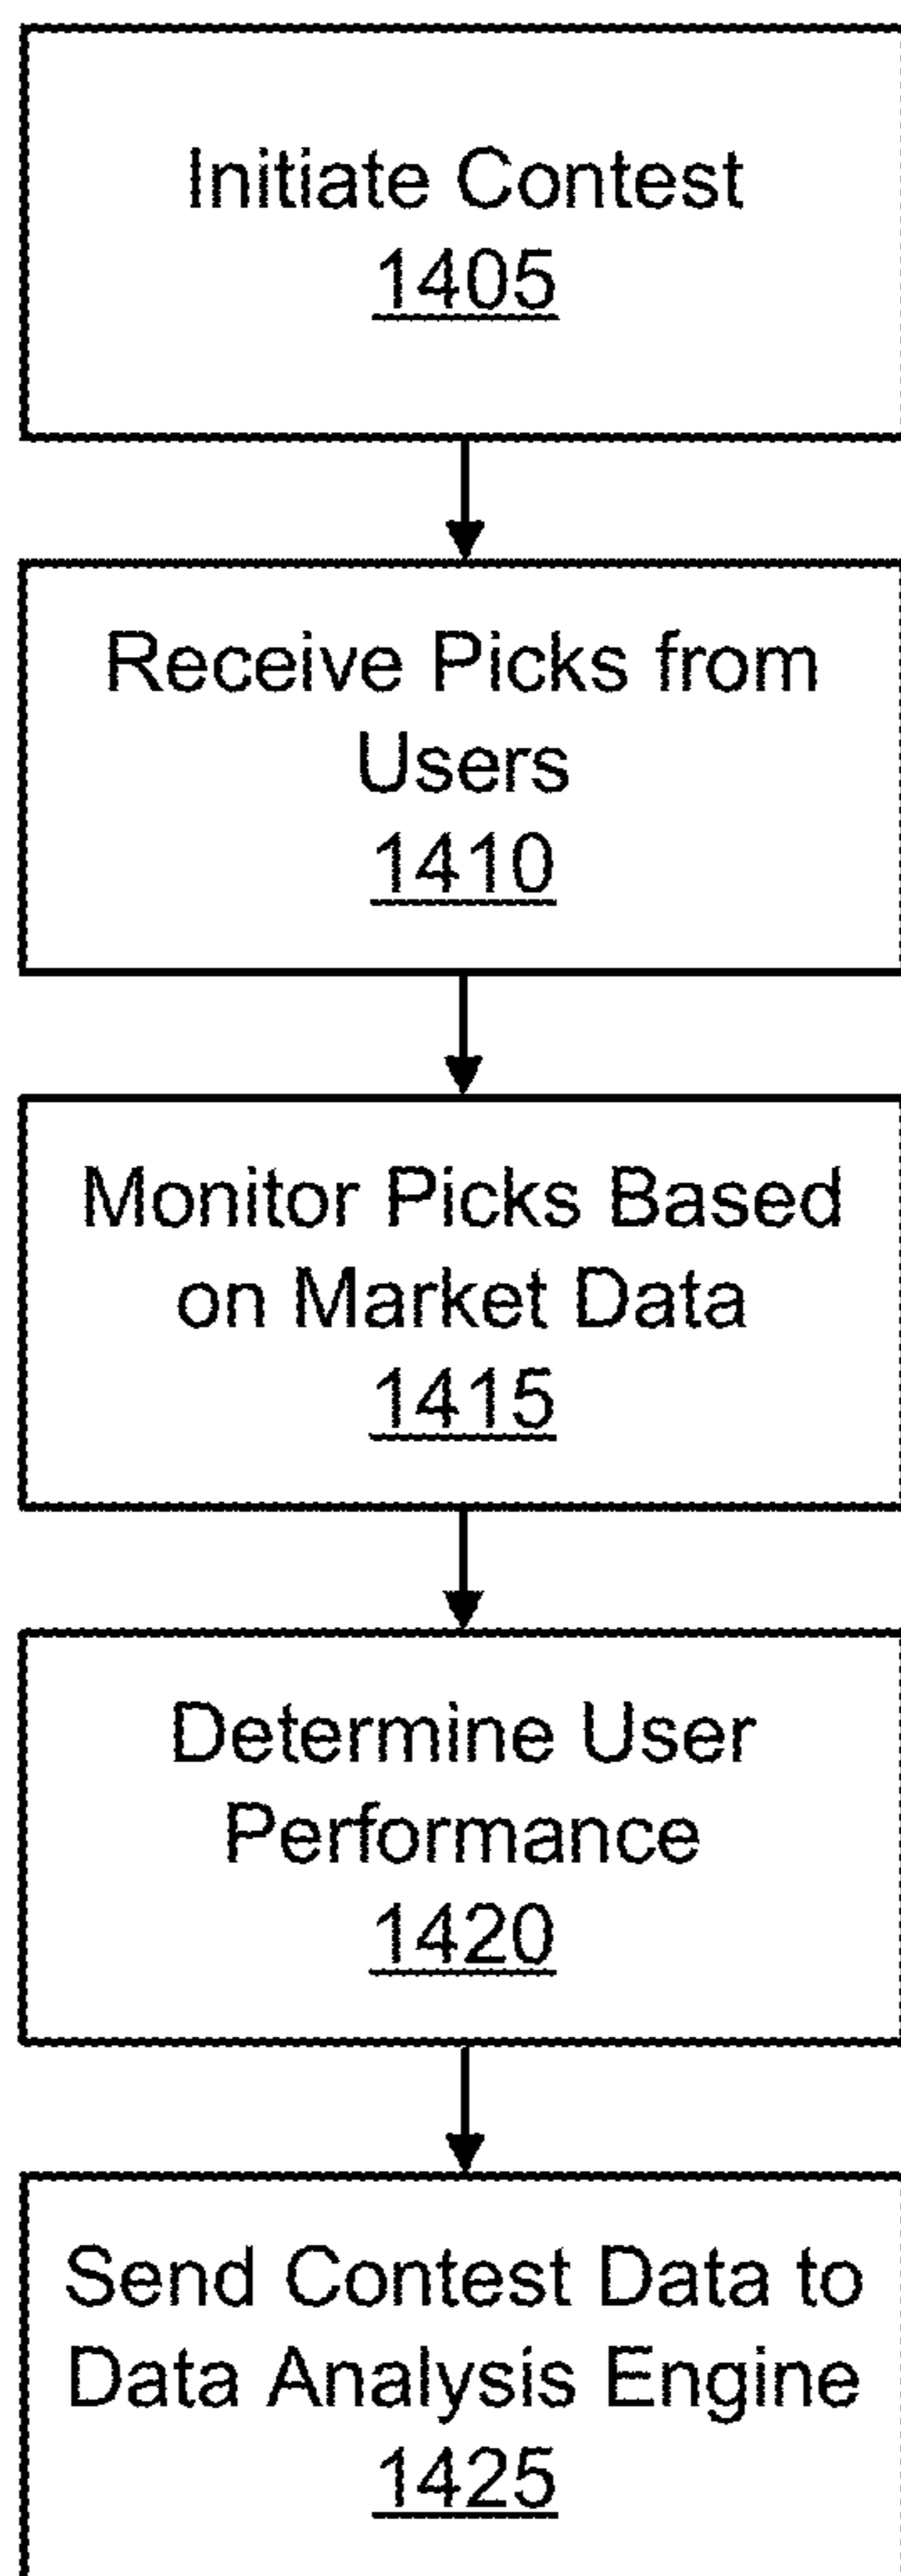 Initiate Contest
1405
Receive Picks from
Users
1410
Monitor Picks Based
on Market Data
1415
Determine User
Performance
1420
Send Contest Data to
Data Analysis Engine
1425